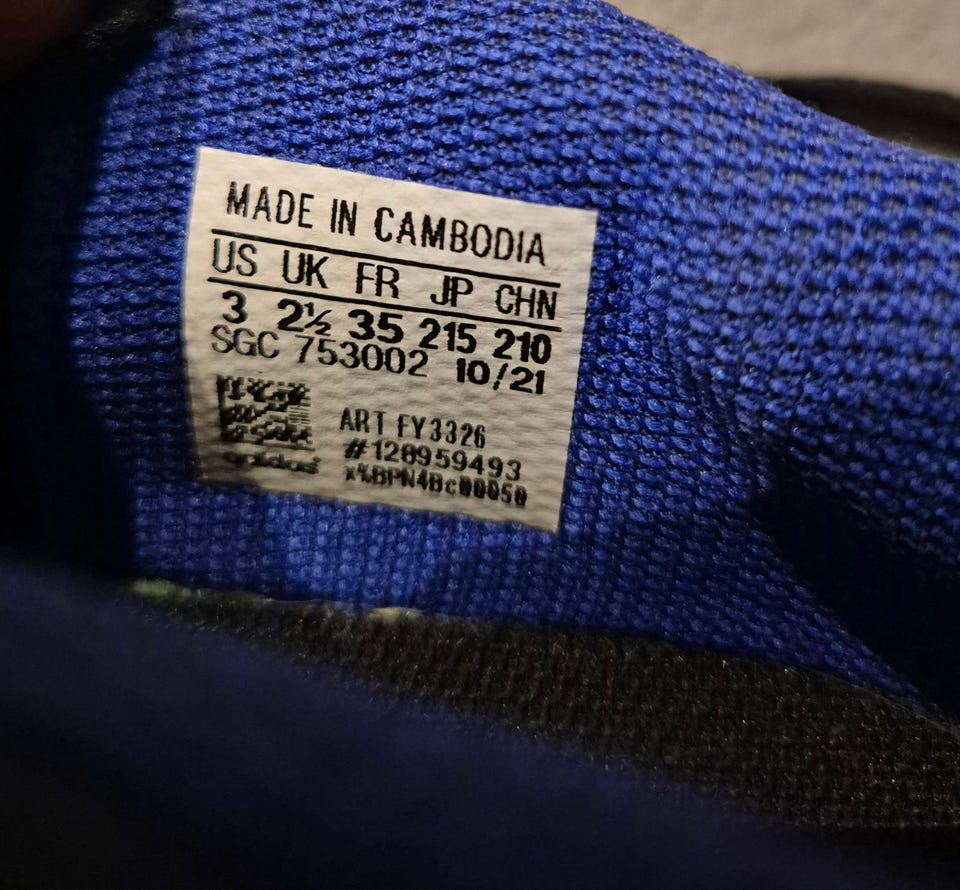 MADE IN CAMBODIA
US UK FR JP CHN
3 2½ 35 215 210
SGC 753002 10/21
ART FY3326
#120959493
adidas